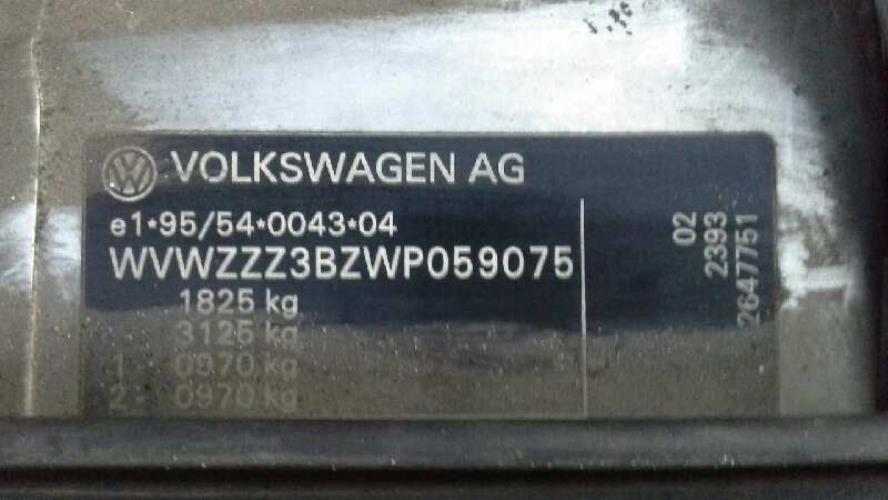 VOLKSWAGEN AG
e1*95/54*0043*04
WVWZZZ3BZWP059075
1825 kg
3125 kg
1: 0970 kg
2: 0970 kg
02
2393
2647751